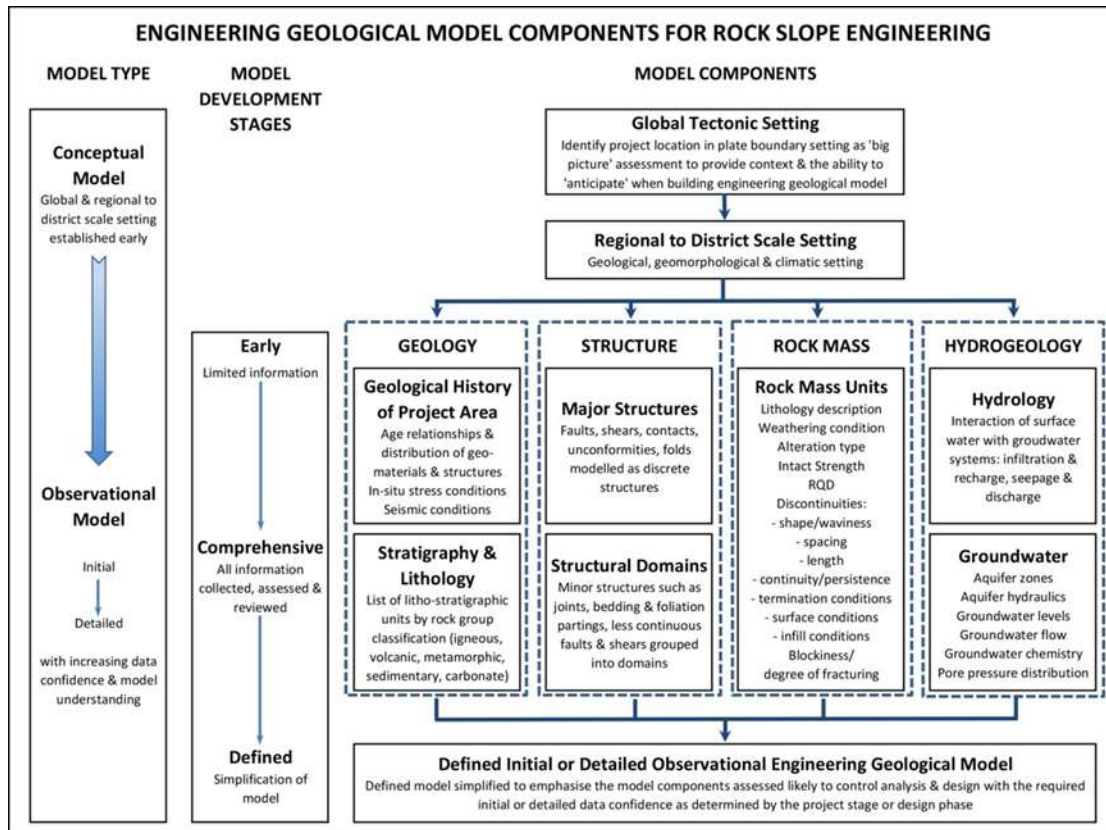 ENGINEERING GEOLOGICAL MODEL COMPONENTS FOR ROCK SLOPE ENGINEERING
MODEL TYPE
Conceptual Model
Global & regional to
district scale setting
established early
Observational
Model
Initial
Detailed
with increasing data
confidence & model
understanding
MODEL
DEVELOPMENT
STAGES
Early
Limited information
Comprehensive
All information
collected, assessed &
reviewed
Defined
Simplification of
model
MODEL COMPONENTS
Global Tectonic Setting
Identify project location in plate boundary setting as 'big
picture' assessment to provide context & the ability to
'anticipate' when building engineering geological model
Regional to District Scale Setting
Geological, geomorphological & climatic setting
GEOLOGY
Geological History
of Project Area
Age relationships &
distribution of geo-
materials & structures
In-situ stress conditions
Seismic conditions
Stratigraphy &
Lithology
List of litho-stratigraphic
units by rock group
classification (igneous,
volcanic, metamorphic,
sedimentary, carbonate)
STRUCTURE
Major Structures
Faults, shears, contacts,
unconformities, folds
modelled as discrete
structures
Structural Domains
Minor structures such as
joints, bedding & foliation
partings, less continuous
faults & shears grouped
into domains
ROCK MASS
Rock Mass Units
Lithology description
Weathering condition
Alteration type
Intact Strength
RQD
Discontinuities:
- shape/waviness
- spacing
- length
- continuity/persistence
- termination conditions
- surface conditions
- infill conditions
Blockiness/
degree of fracturing
HYDROGEOLOGY
Hydrology
Interaction of surface
water with groudwater
systems: infiltration &
recharge, seepage &
discharge
Groundwater
Aquifer zones
Aquifer hydraulics
Groundwater levels
Groundwater flow
Groundwater chemistry
Pore pressure distribution
Defined Initial or Detailed Observational Engineering Geological Model
Defined model simplified to emphasise the model components assessed likely to control analysis & design with the required
initial or detailed data confidence as determined by the project stage or design phase